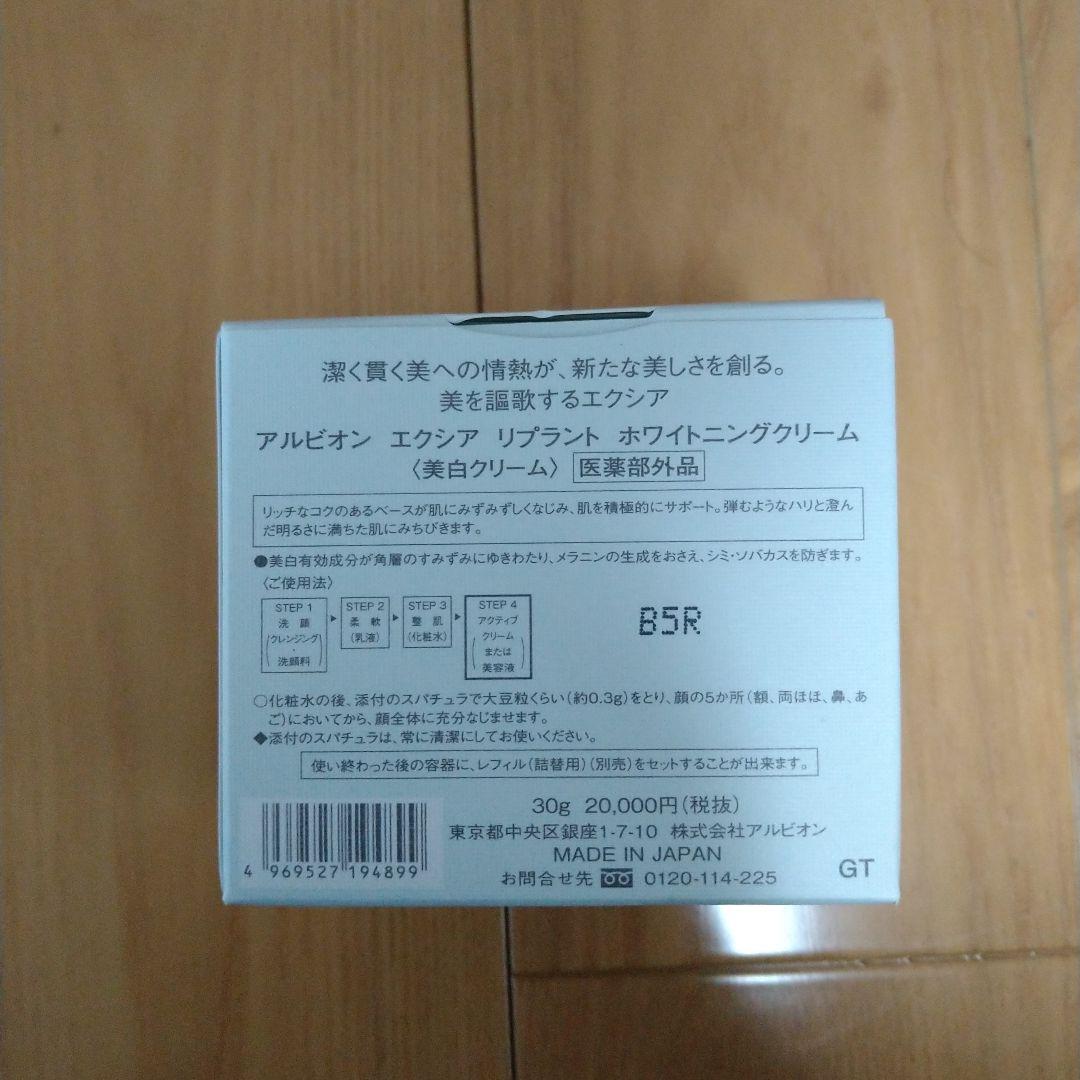 潔く貫く美への情熱が、新たな美しさを創る。
美を謳歌するエクシア
アルビオン エクシア リプラント ホワイトニングクリーム
〈美白クリーム〉 医薬部外品
リッチなコクのあるベースが肌にみずみずしくなじみ、肌を積極的にサポート。弾むようなハリと澄ん
だ明るさに満ちた肌にみちびきます。
●美白有効成分が角層のすみずみにゆきわたり、メラニンの生成をおさえ、シミ・ソバカスを防ぎます。
〈ご使用法〉
STEP 1
洗顔
(クレンジング・洗顔料)
STEP 2
柔軟
(乳液)
STEP 3
整肌
(化粧水)
STEP 4
アクティブ
(クリームまたは美容液)
B5R
○化粧水の後、添付のスパチュラで大豆粒くらい(約0.3g)をとり、顔の5か所(額、両ほほ、鼻、あ
ご)においてから、顔全体に充分なじませます。
◆添付のスパチュラは、常に清潔にしてお使いください。
使い終わった後の容器に、レフィル(詰替用)(別売)をセットすることが出来ます。
30g 20,000円(税抜)
東京都中央区銀座1-7-10 株式会社アルビオン
MADE IN JAPAN
お問合せ先 0120-114-225
GT
4 969527 194899